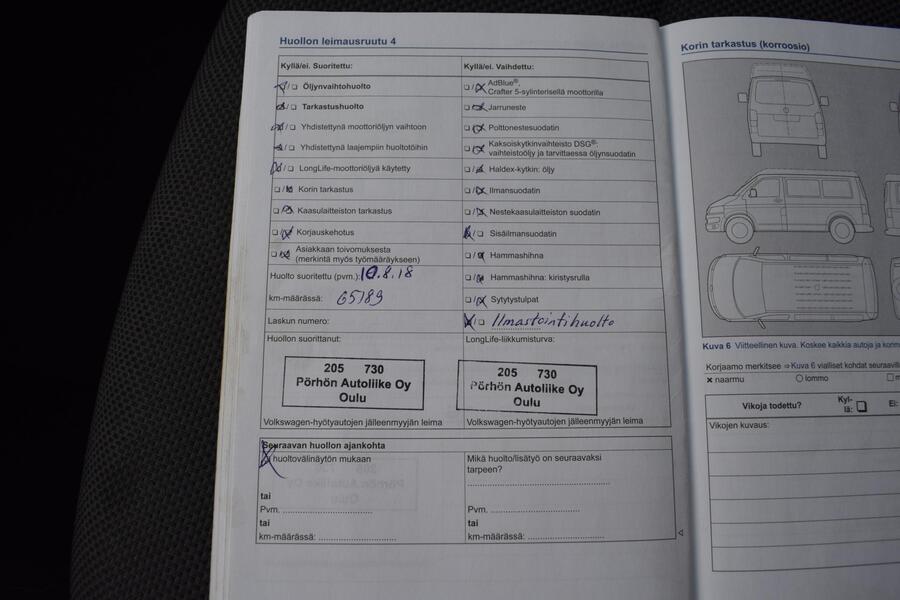 Huollon leimausruutu 4
Kyllä/ei. Suoritettu:
Öljynvaihtohuolto
Tarkastushuolto
Yhdistettynä moottoriöljyn vaihtoon
Yhdistettynä laajempiin huoltotöihin
LongLife-moottoriöljyä käytetty
Korin tarkastus
Kaasulaitteiston tarkastus
Korjauskehotus
Asiakkaan toivomuksesta
(merkintä myös työmääräykseen)
Huolto suoritettu (pvm.): 10.8.18
km-määrässä: 65189
Laskun numero:
Huollon suorittanut:
205 730
Pörhön Autoliike Oy
Oulu
Volkswagen-hyötyautojen jälleenmyyjän leima
Kyllä/ei. Vaihdettu:
AdBlue®,
Crafter 5-sylinterisellä moottorilla
Jarruneste
Polttonestesuodatin
Kaksoiskytkinvaihteisto DSG®:
vaihteistoöljy ja tarvittaessa öljynsuodatin
Haldex-kytkin: öljy
Ilmansuodatin
Nestekaasulaitteiston suodatin
Sisäilmansuodatin
Hammashihna
Hammashihna: kiristysrulla
Sytytystulpat
Ilmastointihuolto
LongLife-liikkumisturva:
205 730
Pörhön Autoliike Oy
Oulu
Volkswagen-hyötyautojen jälleenmyyjän leima
Seuraavan huollon ajankohta
huoltovälinäytön mukaan
tai
Pvm.
tai
km-määrässä:
Mikä huolto/lisätyö on seuraavaksi
tarpeen?
Pvm.
tai
km-määrässä:
Korin tarkastus (korroosio)
Kuva 6 Viitteellinen kuva. Koskee kaikkia autoja ja
Korjaamo merkitsee ⇒Kuva 6 vialliset kohdat
naarmu lommo
Vikoja todettu? Kyl-
lä: Ei:
Vikojen kuvaus: